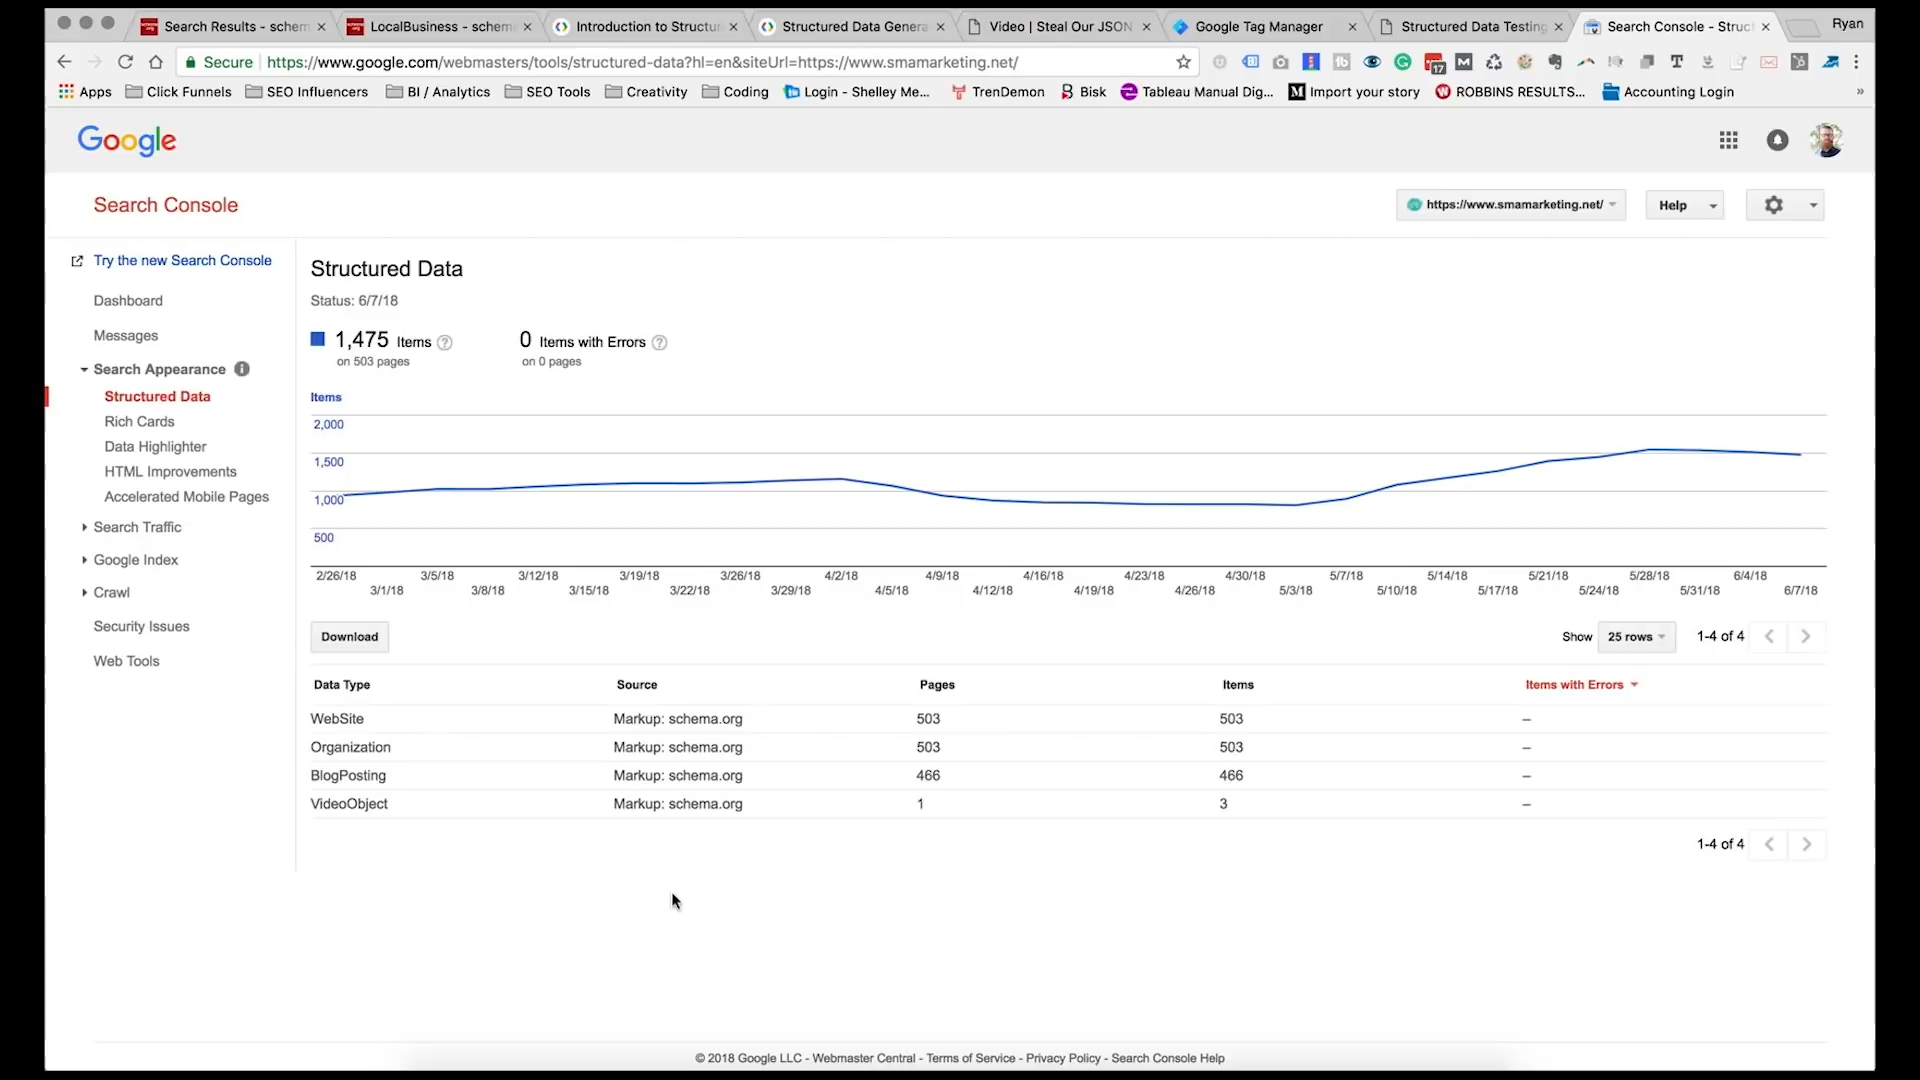 Search Results - schem
LocalBusiness - scheme
Introduction to Structur
Structured Data Genera
Video | Steal Our JSON
Google Tag Manager
Structured Data Testing
Search Console - Struct
Ryan
Secure
https://www.google.com/webmasters/tools/structured-data?hl=en&siteUrl=https://www.smamarketing.net/
17
Apps
Click Funnels
SEO Influencers
BI / Analytics
SEO Tools
Creativity
Coding
Login - Shelley Me...
TrenDemon
Bisk
Tableau Manual Dig...
Import your story
ROBBINS RESULTS...
Accounting Login
»
Google
Search Console
https://www.smamarketing.net/
Help
Try the new Search Console
Dashboard
Messages
Search Appearance
Structured Data
Rich Cards
Data Highlighter
HTML Improvements
Accelerated Mobile Pages
Search Traffic
Google Index
Crawl
Security Issues
Web Tools
Structured Data
Status: 6/7/18
1,475 Items ?
on 503 pages
0 Items with Errors ?
on 0 pages
Items
2,000
1,500
1,000
500
2/26/18 3/5/18 3/12/18 3/19/18 3/26/18 4/2/18 4/9/18 4/16/18 4/23/18 4/30/18 5/7/18 5/14/18 5/21/18 5/28/18 6/4/18
3/1/18 3/8/18 3/15/18 3/22/18 3/29/18 4/5/18 4/12/18 4/19/18 4/26/18 5/3/18 5/10/18 5/17/18 5/24/18 5/31/18 6/7/18
Download
Show 25 rows 1-4 of 4
Data Type Source Pages Items Items with Errors
WebSite Markup: schema.org 503 503 –
Organization Markup: schema.org 503 503 –
BlogPosting Markup: schema.org 466 466 –
VideoObject Markup: schema.org 1 3 –
1-4 of 4
© 2018 Google LLC - Webmaster Central - Terms of Service - Privacy Policy - Search Console Help